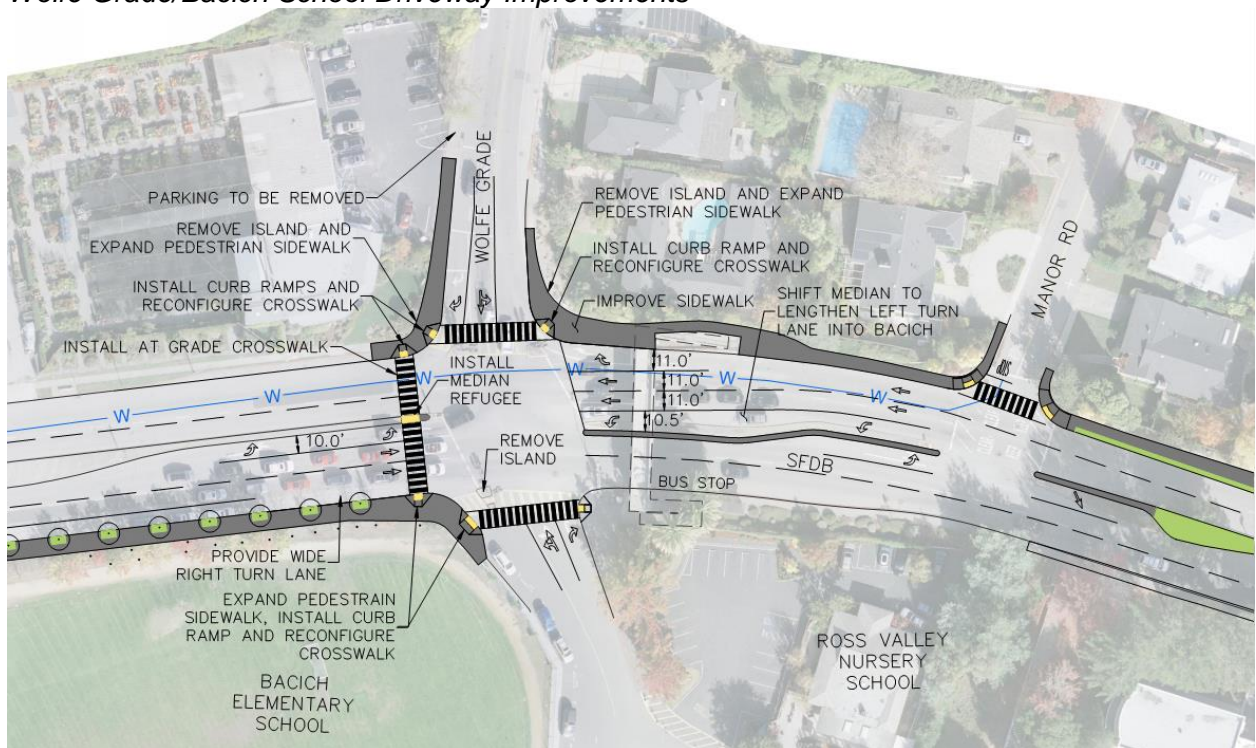 Wolfe Grade/Bacich School Driveway Improvements
PARKING TO BE REMOVED
REMOVE ISLAND AND
EXPAND PEDESTRIAN SIDEWALK
INSTALL CURB RAMPS AND
RECONFIGURE CROSSWALK
INSTALL AT GRADE CROSSWALK
WOLFE GRADE
REMOVE ISLAND AND EXPAND
PEDESTRIAN SIDEWALK
INSTALL CURB RAMP AND
RECONFIGURE CROSSWALK
IMPROVE SIDEWALK
SHIFT MEDIAN TO
LENGTHEN LEFT TURN
LANE INTO BACICH
MANOR RD
INSTALL
MEDIAN
REFUGEE
11.0'
11.0'
11.0'
10.5'
W
W
W
W
W
W
10.0'
REMOVE
ISLAND
SFDB
BUS STOP
PROVIDE WIDE
RIGHT TURN LANE
EXPAND PEDESTRAIN
SIDEWALK, INSTALL CURB
RAMP AND RECONFIGURE
CROSSWALK
BACICH
ELEMENTARY
SCHOOL
ROSS VALLEY
NURSERY
SCHOOL